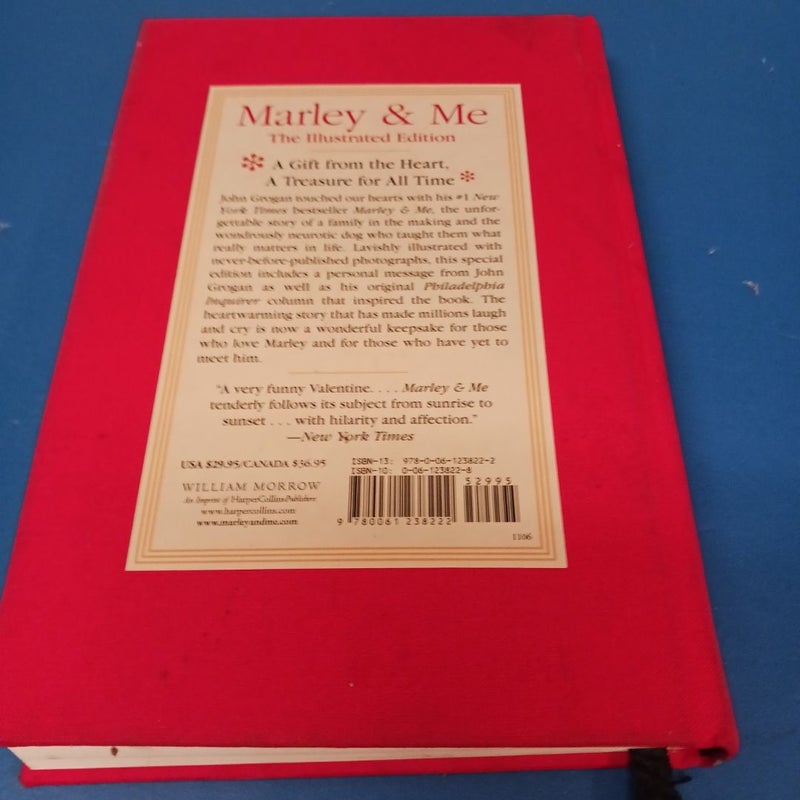 Marley & Me
The Illustrated Edition
A Gift from the Heart,
A Treasure for All Time
John Grogan touched our hearts with his #1 New
York Times bestseller Marley & Me, the unfor-
gettable story of a family in the making and the
wondrously neurotic dog who taught them what
really matters in life. Lavishly illustrated with
never-before-published photographs, this special
edition includes a personal message from John
Grogan as well as his original Philadelphia
Inquirer column that inspired the book. The
heartwarming story that has made millions laugh
and cry is now a wonderful keepsake for those
who love Marley and for those who have yet to
meet him.
"A very funny Valentine. . . . Marley & Me
tenderly follows its subject from sunrise to
sunset . . . with hilarity and affection."
—New York Times
USA $29.95/CANADA $36.95
WILLIAM MORROW
An Imprint of HarperCollinsPublishers
www.harpercollins.com
www.marleyandme.com
ISBN-13: 978-0-06-123822-2
ISBN-10: 0-06-123822-8
52995
9 780061 238222
1106